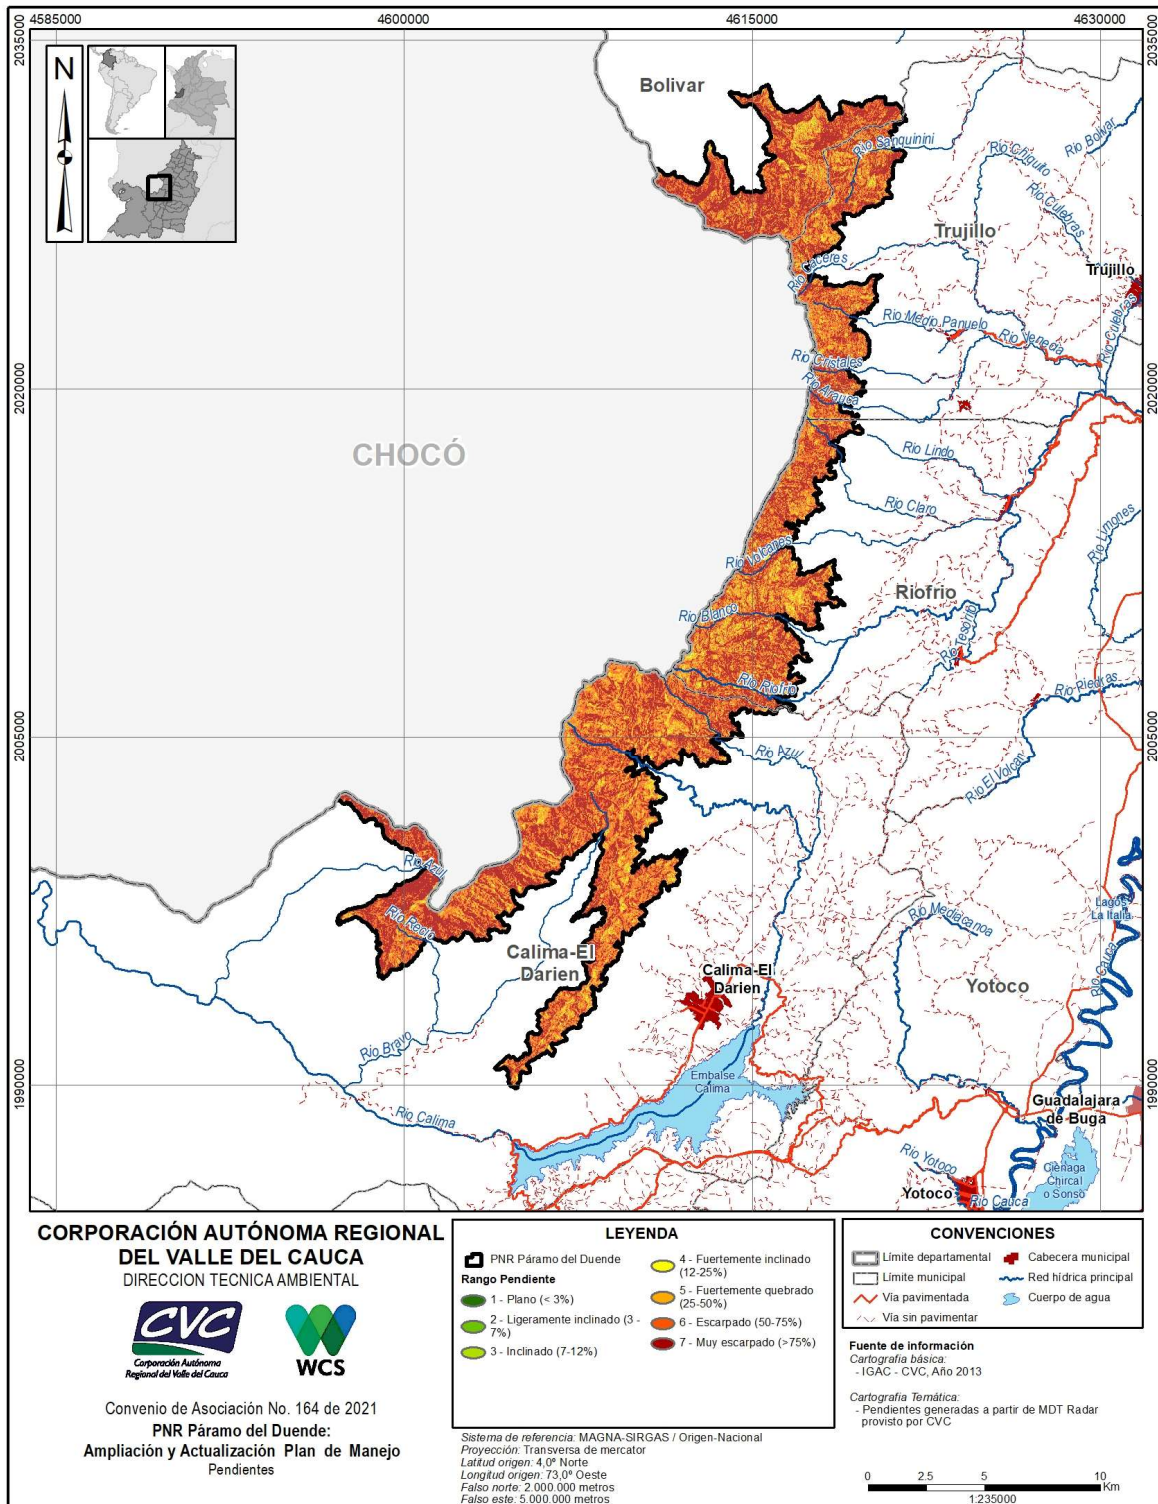 4585000
4600000
4615000
4630000
2035000
2035000
N
Bolivar
Rio Sanquinini
Rio Chiquito
Rio Bolivar
Rio Culebras
Trujillo
Trujillo
Rio Caceres
Rio Culebras
Rio Medio Panuelo
Rio Venecia
Rio Cristales
2020000
2020000
Rio Arauca
CHOCÓ
Rio Lindo
Rio Claro
Rio Limones
Rio Volcanes
Riofrio
Rio Blanco
Rio Tesorito
Rio Riofrio
Rio Piedras
2005000
2005000
Rio Azul
Rio El Volcan
Rio Azul
Rio Recio
Rio Mediacanoa
Lagos
La Italia
Calima-El
Darien
Calima-El
Darien
Rio Cauca
Yotoco
Rio Bravo
1990000
1990000
Embalse
Calima
Guadalajara
de Buga
Rio Calima
Rio Yotoco
Cienaga
Chircal
o Sonso
Yotoco
Rio Cauca
CORPORACIÓN AUTÓNOMA REGIONAL
DEL VALLE DEL CAUCA
DIRECCION TECNICA AMBIENTAL
CVC
Corporación Autónoma
Regional del Valle del Cauca
WCS
Convenio de Asociación No. 164 de 2021
PNR Páramo del Duende:
Ampliación y Actualización Plan de Manejo
Pendientes
LEYENDA
PNR Páramo del Duende
Rango Pendiente
1 - Plano (< 3%)
2 - Ligeramente inclinado (3 -
7%)
3 - Inclinado (7-12%)
4 - Fuertemente inclinado
(12-25%)
5 - Fuertemente quebrado
(25-50%)
6 - Escarpado (50-75%)
7 - Muy escarpado (>75%)
Sistema de referencia: MAGNA-SIRGAS / Origen-Nacional
Proyección: Transversa de mercator
Latitud origen: 4,0º Norte
Longitud origen: 73,0º Oeste
Falso norte: 2.000.000 metros
Falso este: 5.000.000 metros
CONVENCIONES
Límite departamental
Límite municipal
Vía pavimentada
Vía sin pavimentar
Cabecera municipal
Red hídrica principal
Cuerpo de agua
Fuente de información
Cartografía básica:
- IGAC - CVC, Año 2013
Cartografía Temática:
- Pendientes generadas a partir de MDT Radar
provisto por CVC
0 2.5 5 10
Km
1:235000